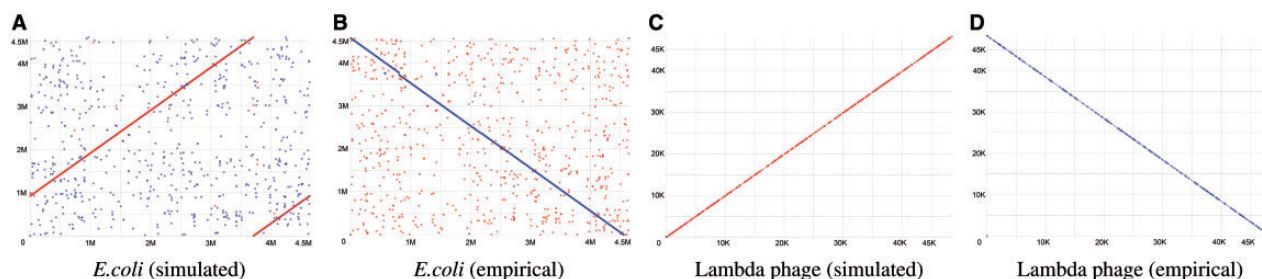 A
4.5M
4M
3M
2M
1M
0
1M
2M
3M
4M
4.5M
E.coli (simulated)
B
4.5M
4M
3M
2M
1M
0
1M
2M
3M
4M
4.5M
E.coli (empirical)
C
45K
40K
30K
20K
10K
0
10K
20K
30K
40K
45K
Lambda phage (simulated)
D
45K
40K
30K
20K
10K
0
10K
20K
30K
40K
45K
Lambda phage (empirical)